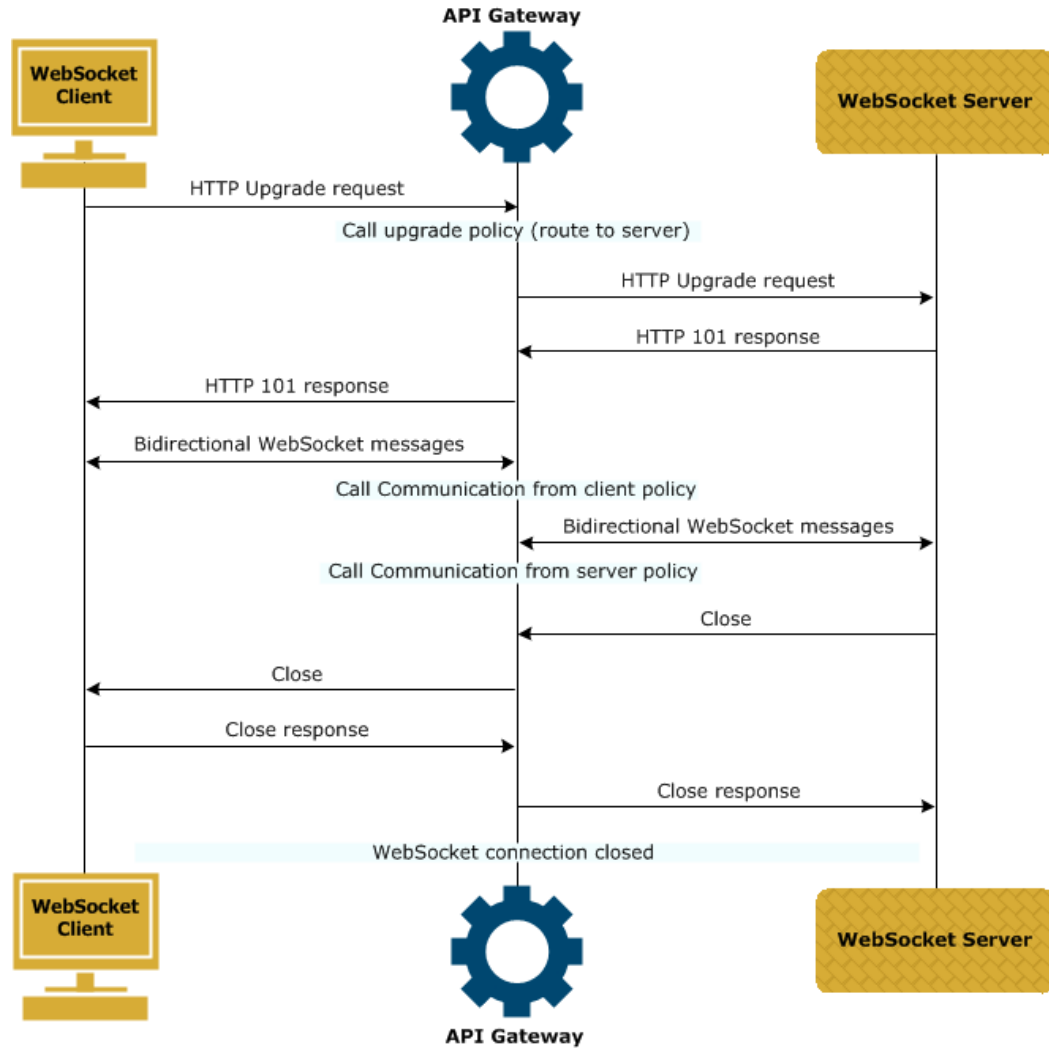 API Gateway
WebSocket
Client
WebSocket Server
HTTP Upgrade request
Call upgrade policy (route to server)
HTTP Upgrade request
HTTP 101 response
HTTP 101 response
Bidirectional WebSocket messages
Call Communication from client policy
Bidirectional WebSocket messages
Call Communication from server policy
Close
Close
Close response
Close response
WebSocket connection closed
WebSocket
Client
WebSocket Server
API Gateway